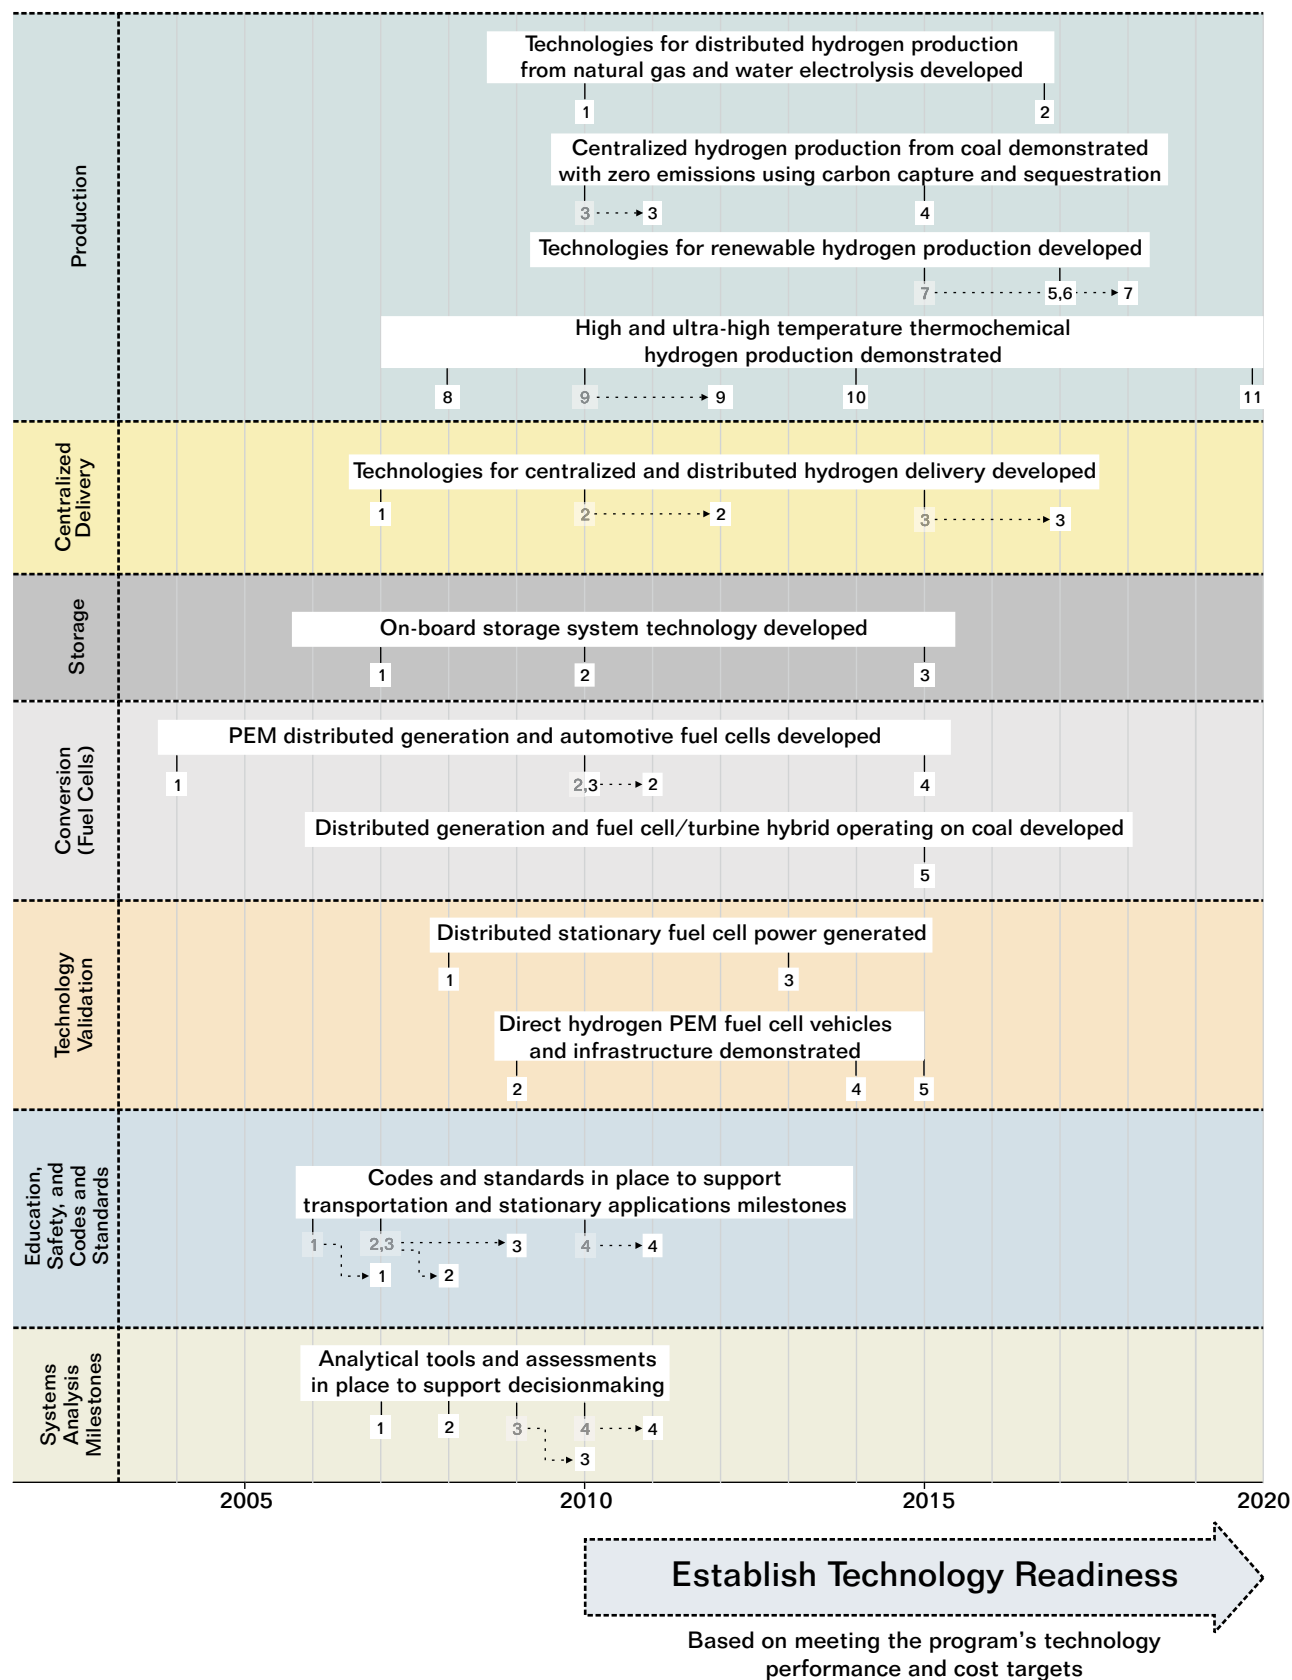 Production
Technologies for distributed hydrogen production
from natural gas and water electrolysis developed
1 2
Centralized hydrogen production from coal demonstrated
with zero emissions using carbon capture and sequestration
3 3 4
Technologies for renewable hydrogen production developed
7 5,6 7
High and ultra-high temperature thermochemical
hydrogen production demonstrated
8 9 9 10 11
Centralized
Delivery
Technologies for centralized and distributed hydrogen delivery developed
1 2 2 3 3
Storage
On-board storage system technology developed
1 2 3
Conversion
(Fuel Cells)
PEM distributed generation and automotive fuel cells developed
1 2,3 2 4
Distributed generation and fuel cell/turbine hybrid operating on coal developed
5
Technology
Validation
Distributed stationary fuel cell power generated
1 3
Direct hydrogen PEM fuel cell vehicles
and infrastructure demonstrated
2 4 5
Education,
Safety, and
Codes and
Standards
Codes and standards in place to support
transportation and stationary applications milestones
1 2,3 3 4 4
1 2
Systems
Analysis
Milestones
Analytical tools and assessments
in place to support decisionmaking
1 2 3 4 4
3
2005 2010 2015 2020
Establish Technology Readiness
Based on meeting the program’s technology
performance and cost targets